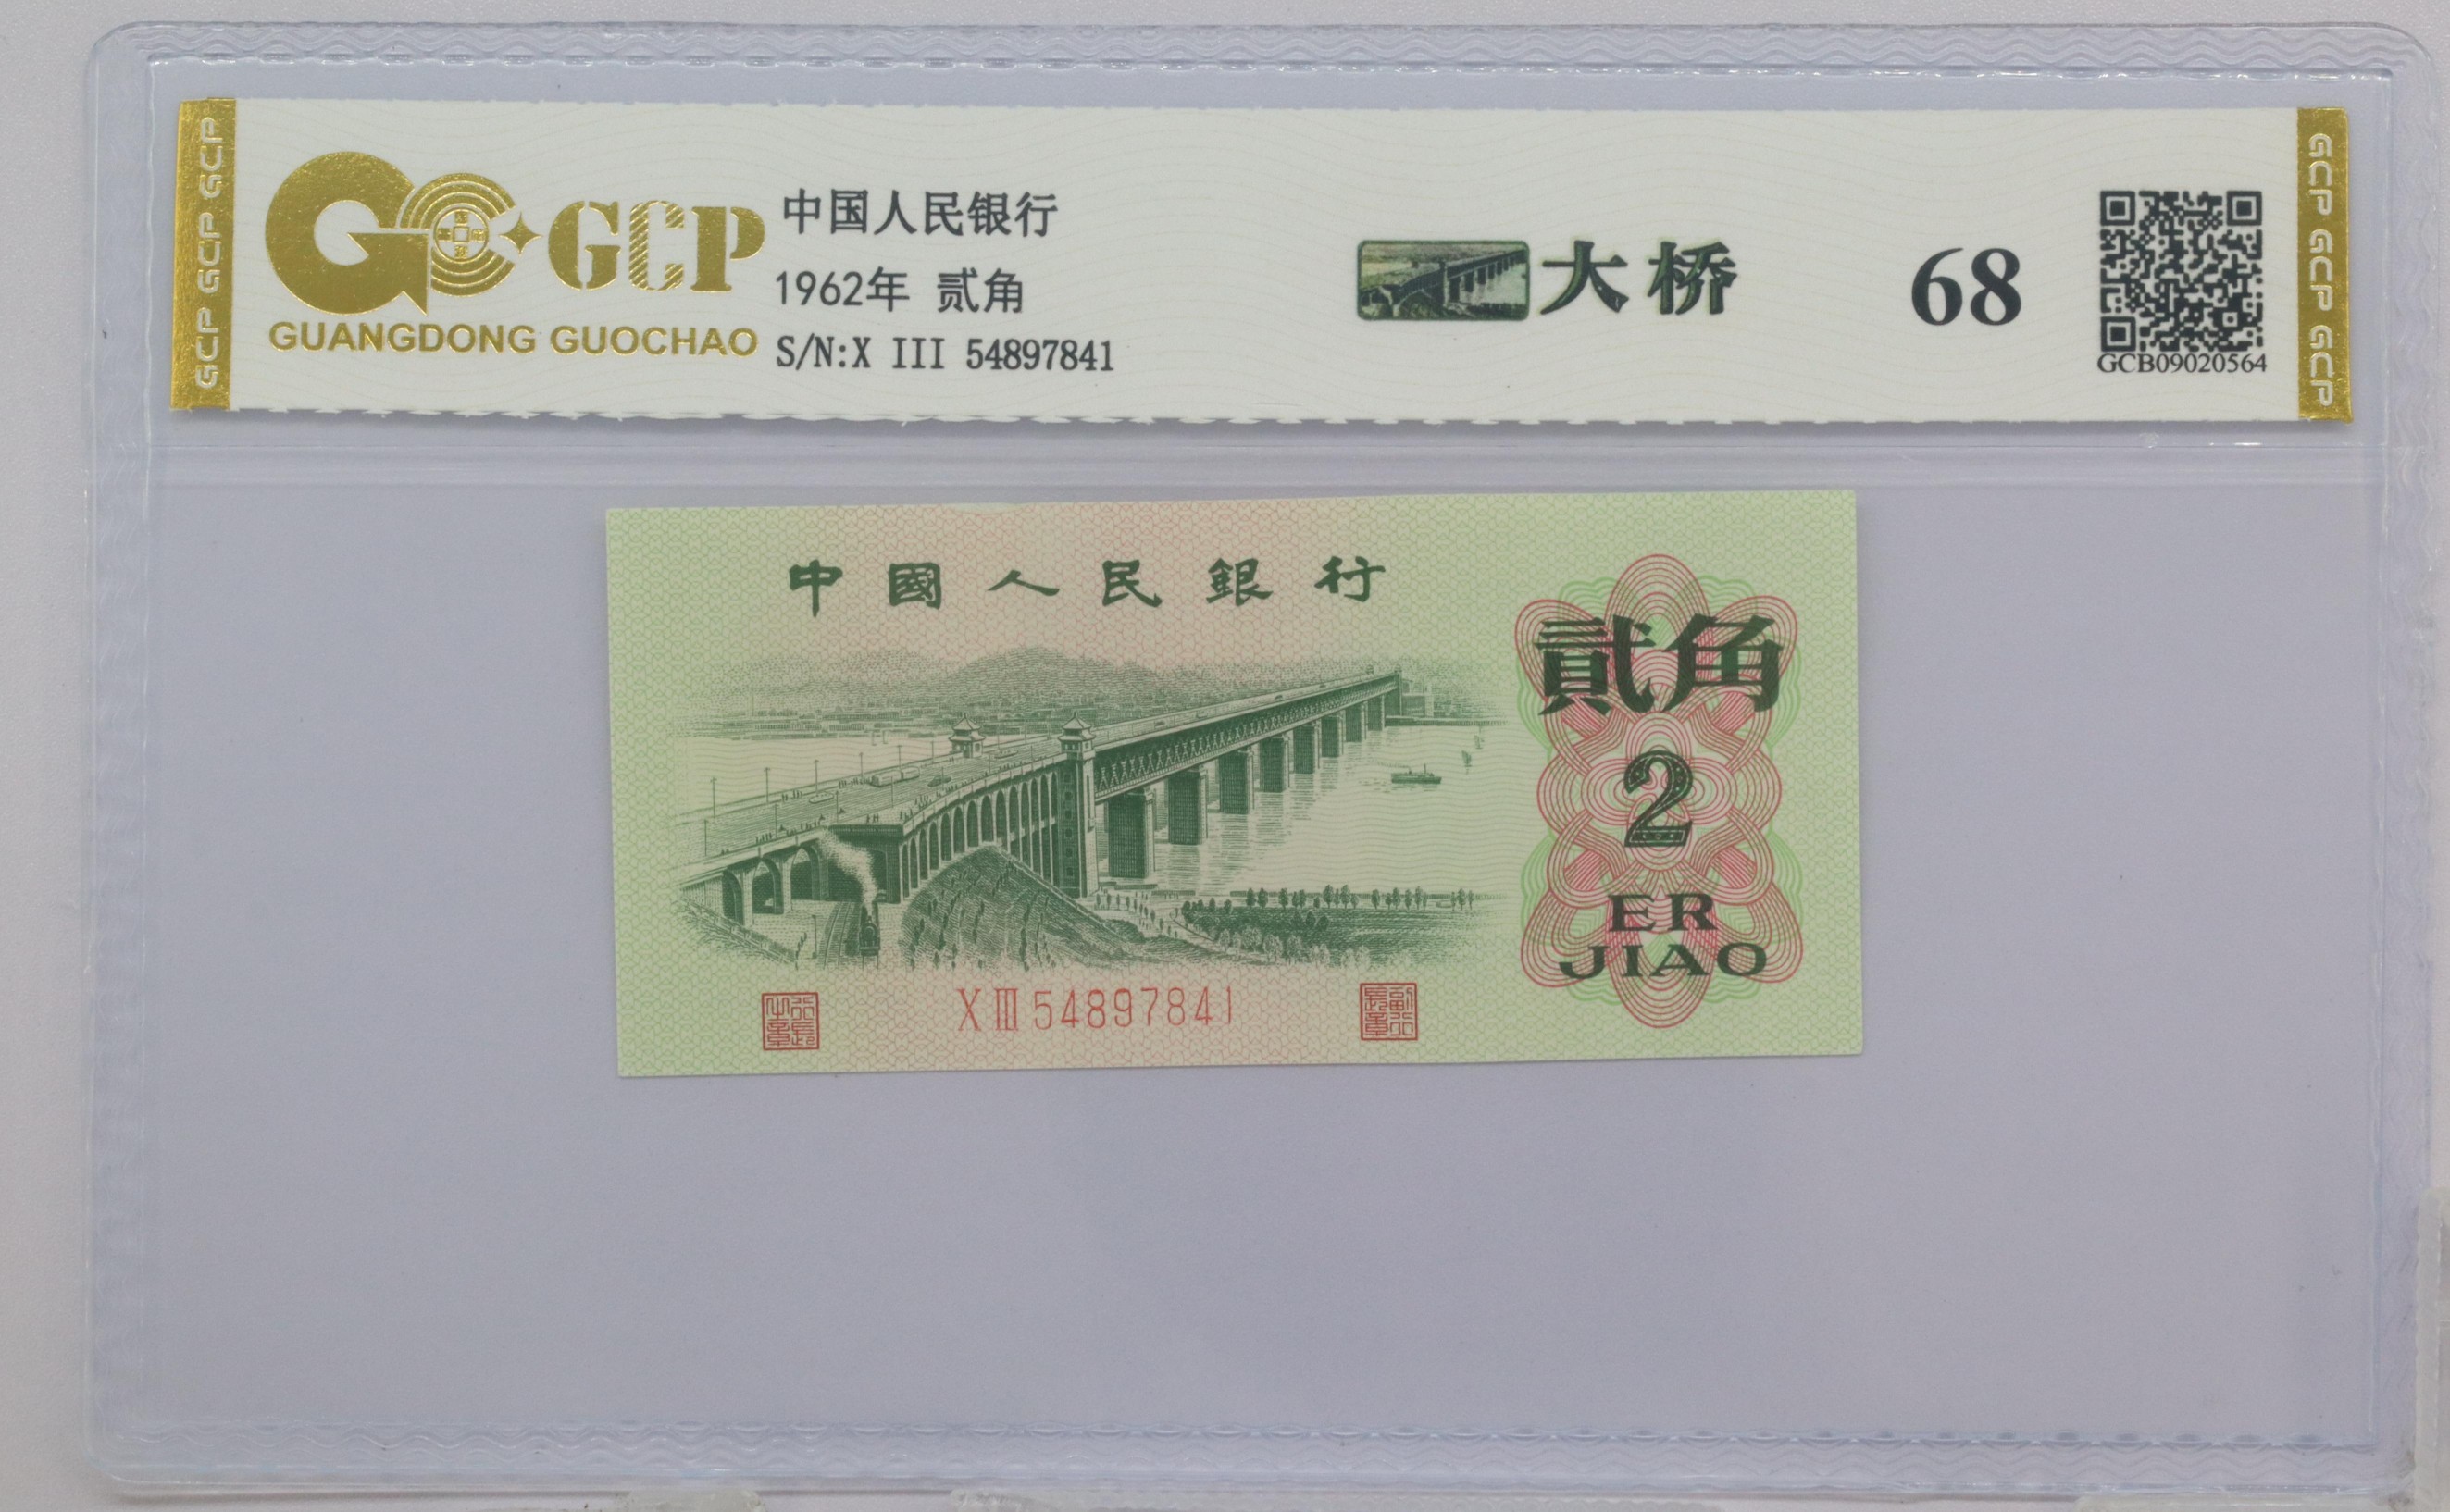 GCP GCP GCP
GCP
GUANGDONG GUOCHAO
中国人民银行
1962年 贰角
S/N:X III 54897841
大桥
68
GCB09020564
GCP GCP GCP
中國人民銀行
貳角
2
ER
JIAO
X III 54897841